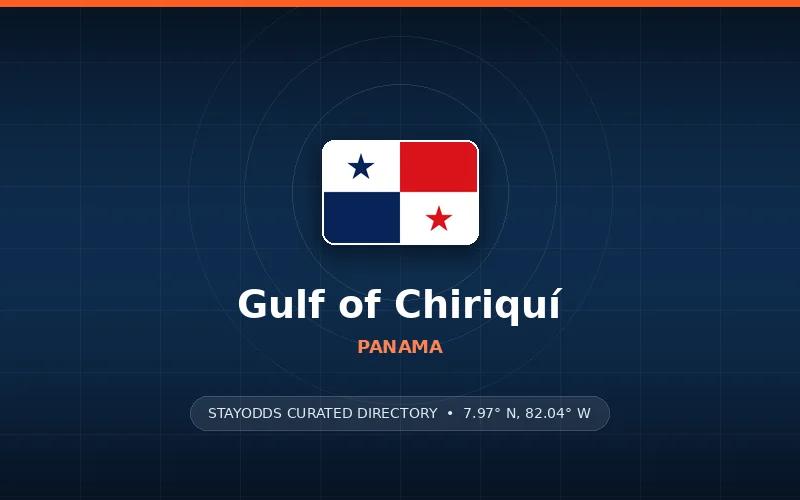 Gulf of Chiriquí
PANAMA
STAYODDS CURATED DIRECTORY • 7.97° N, 82.04° W